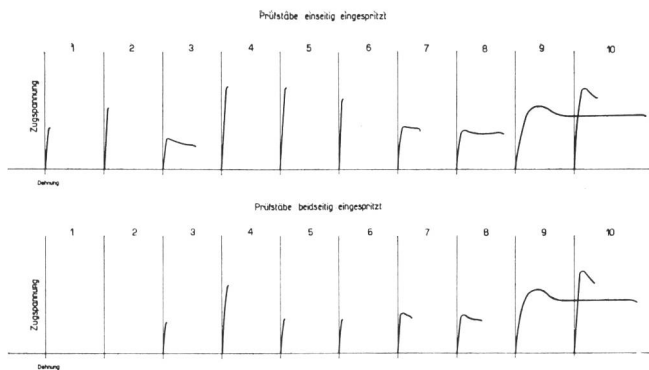 Prüfstäbe einseitig eingespritzt
1 2 3 4 5 6 7 8 9 10
Zugspannung
Dehnung
Prüfstäbe beidseitig eingespritzt
1 2 3 4 5 6 7 8 9 10
Zugspannung
Dehnung